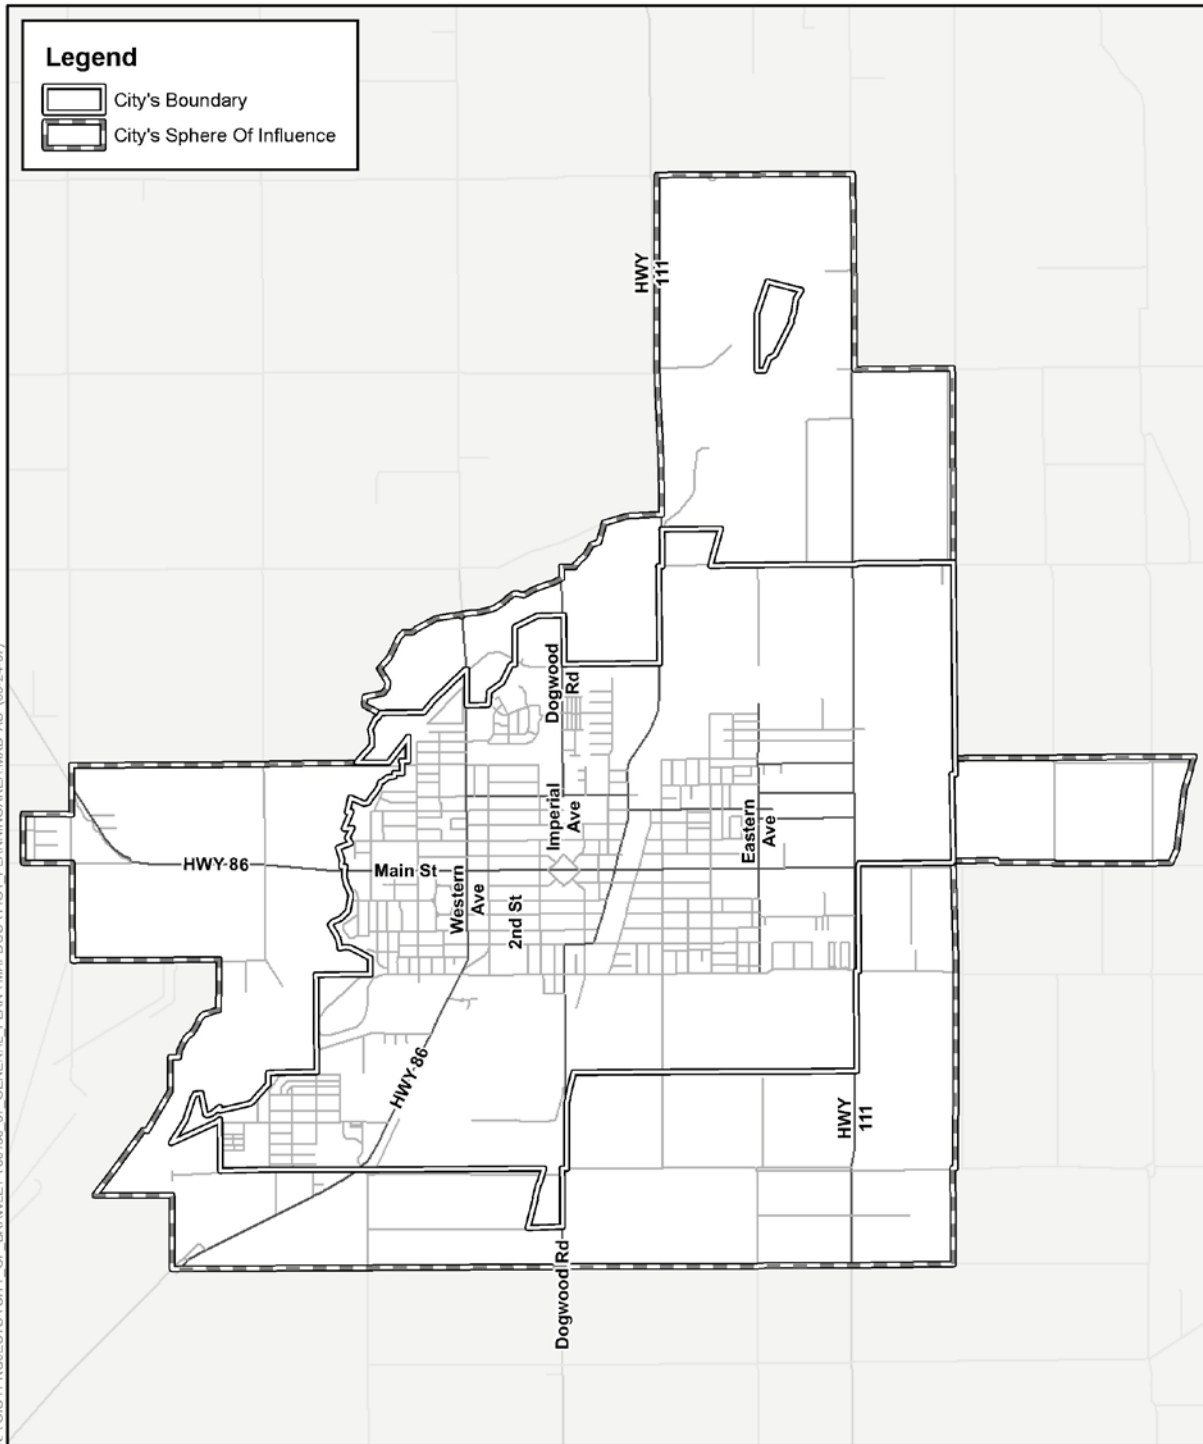 Legend
City's Boundary
City's Sphere Of Influence
HWY
111
Dogwood
Rd
Imperial
Ave
Eastern
Ave
HWY 86
Main St
Western
Ave
2nd St
HWY 86
HWY
111
Dogwood Rd